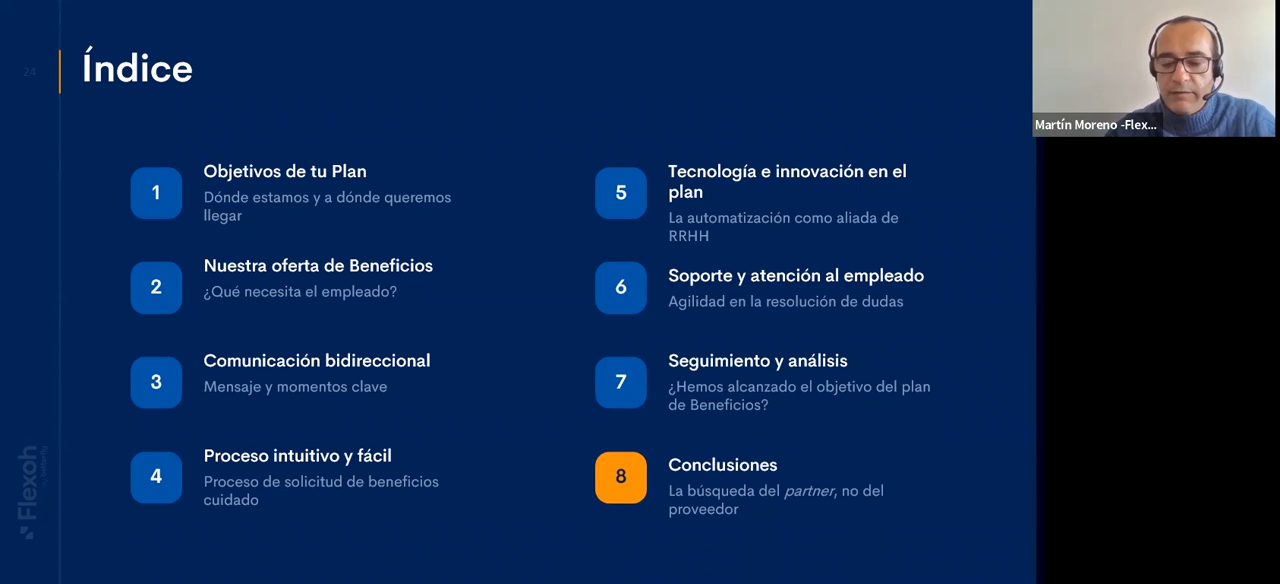 24
Índice
1
Objetivos de tu Plan
Dónde estamos y a dónde queremos
llegar
2
Nuestra oferta de Beneficios
¿Qué necesita el empleado?
3
Comunicación bidireccional
Mensaje y momentos clave
4
Proceso intuitivo y fácil
Proceso de solicitud de beneficios
cuidado
5
Tecnología e innovación en el
plan
La automatización como aliada de
RRHH
6
Soporte y atención al empleado
Agilidad en la resolución de dudas
7
Seguimiento y análisis
¿Hemos alcanzado el objetivo del plan
de Beneficios?
8
Conclusiones
La búsqueda del partner, no del
proveedor
Martín Moreno -Flex...
Flexoh